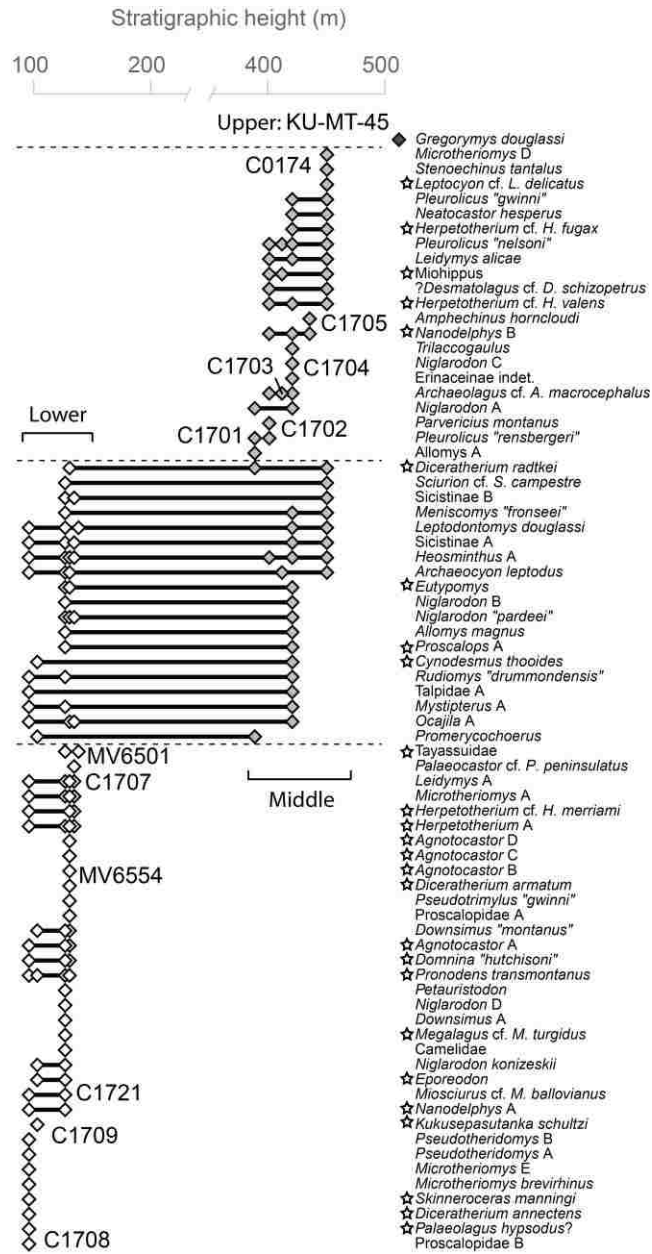 Stratigraphic height (m)
100 200 400 500
Upper: KU-MT-45
Gregorymys douglassi
Microtheriomys D
C0174
Stenoechinus tantalus
Leptocyon cf. L. delicatus
Pleurolicus "gwinni"
Neatocastor hesperus
Herpetotherium cf. H. fugax
Pleurolicus "nelsoni"
Leidymys alicae
Miohippus
?Desmatolagus cf. D. schizopetrus
Herpetotherium cf. H. valens
C1705
Amphechinus horncloudi
Nanodelphys B
Trilaccogaulus
C1703 C1704
Niglarodon C
Erinaceinae indet.
Archaeolagus cf. A. macrocephalus
Lower
Niglarodon A
Parvericius montanus
C1701 C1702
Pleurolicus "rensbergeri"
Allomys A
Diceratherium radtkei
Sciurion cf. S. campestre
Sicistinae B
Meniscomys "fronseei"
Leptodontomys douglassi
Sicistinae A
Heosminthus A
Archaeocyon leptodus
Eutypomys
Niglarodon B
Niglarodon "pardeei"
Allomys magnus
Proscalops A
Cynodesmus thooides
Rudiomys "drummondensis"
Talpidae A
Mystipterus A
Ocajila A
Promerycochoerus
MV6501
Tayassuidae
Palaeocastor cf. P. peninsulatus
C1707
Middle
Leidymys A
Microtheriomys A
Herpetotherium cf. H. merriami
Herpetotherium A
Agnotocastor D
Agnotocastor C
MV6554
Agnotocastor B
Diceratherium armatum
Pseudotrimylus "gwinni"
Proscalopidae A
Downsimus "montanus"
Agnotocastor A
Domnina "hutchisoni"
Pronodens transmontanus
Petauristodon
Niglarodon D
Downsimus A
Megalagus cf. M. turgidus
Camelidae
Niglarodon konizeskii
Eporeodon
C1721
Miosciurus cf. M. ballovianus
Nanodelphys A
Kukusepasutanka schultzi
C1709
Pseudotheridomys B
Pseudotheridomys A
Microtheriomys E
Microtheriomys brevirhinus
Skinneroceras manningi
Diceratherium annectens
Palaeolagus hypsodus?
C1708
Proscalopidae B